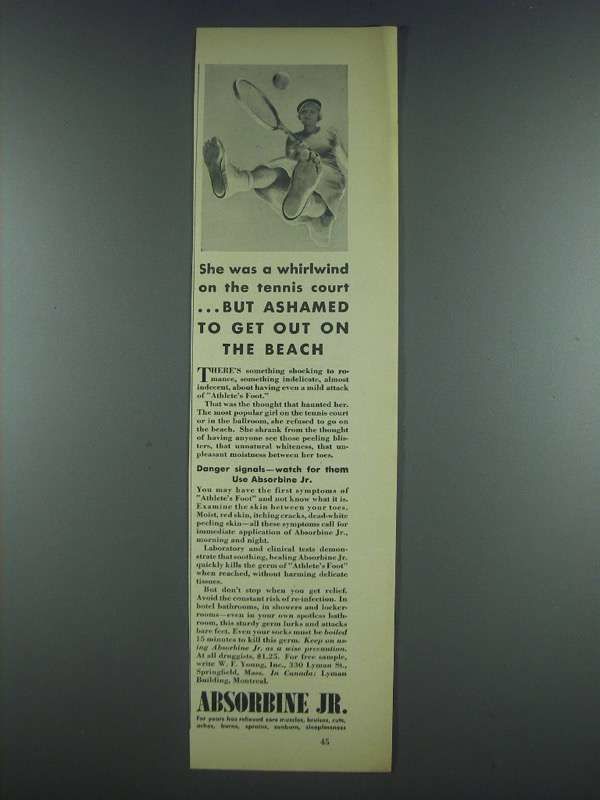 She was a whirlwind
on the tennis court
...BUT ASHAMED
TO GET OUT ON
THE BEACH
THERE'S something shocking to ro-
mance, something indelicate, almost
indecent, about having even a mild attack
of "Athlete's Foot."
That was the thought that haunted her.
The most popular girl on the tennis court
or in the ballroom, she refused to go on
the beach. She shrank from the thought
of having anyone see those peeling blis-
ters, that unnatural whiteness, that un-
pleasant moistness between her toes.
Danger signals—watch for them
Use Absorbine Jr.
You may have the first symptoms of
"Athlete's Foot" and not know what it is.
Examine the skin between your toes.
Moist, red skin, itching cracks, dead-white
peeling skin—all these symptoms call for
immediate application of Absorbine Jr.,
morning and night.
Laboratory and clinical tests demon-
strate that soothing, healing Absorbine Jr.
quickly kills the germ of "Athlete's Foot"
when reached, without harming delicate
tissues.
But don't stop when you get relief.
Avoid the constant risk of re-infection. In
hotel bathrooms, in showers and locker-
rooms—even in your own spotless bath-
room, this sturdy germ lurks and attacks
bare feet. Even your socks must be boiled
15 minutes to kill this germ. Keep on us-
ing Absorbine Jr. as a wise precaution.
At all druggists, $1.25. For free sample,
write W. F. Young, Inc., 330 Lyman St.,
Springfield, Mass. In Canada: Lyman
Building, Montreal.
ABSORBINE JR.
For years has relieved sore muscles, bruises, cuts,
aches, burns, sprains, sunburn, sleeplessness
45